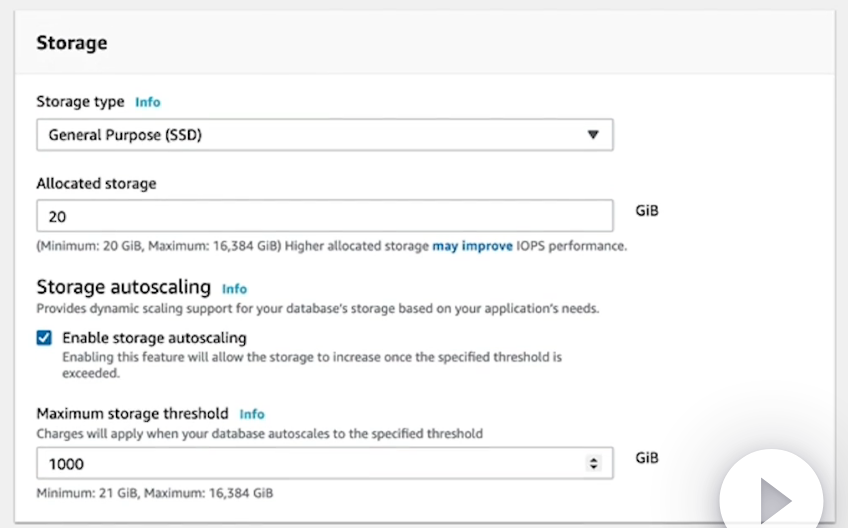 Storage
Storage type Info
General Purpose (SSD)
Allocated storage
20
GiB
(Minimum: 20 GiB, Maximum: 16,384 GiB) Higher allocated storage may improve IOPS performance.
Storage autoscaling Info
Provides dynamic scaling support for your database's storage based on your application's needs.
Enable storage autoscaling
Enabling this feature will allow the storage to increase once the specified threshold is
exceeded.
Maximum storage threshold Info
Charges will apply when your database autoscales to the specified threshold
1000
GiB
Minimum: 21 GiB, Maximum: 16,384 GiB